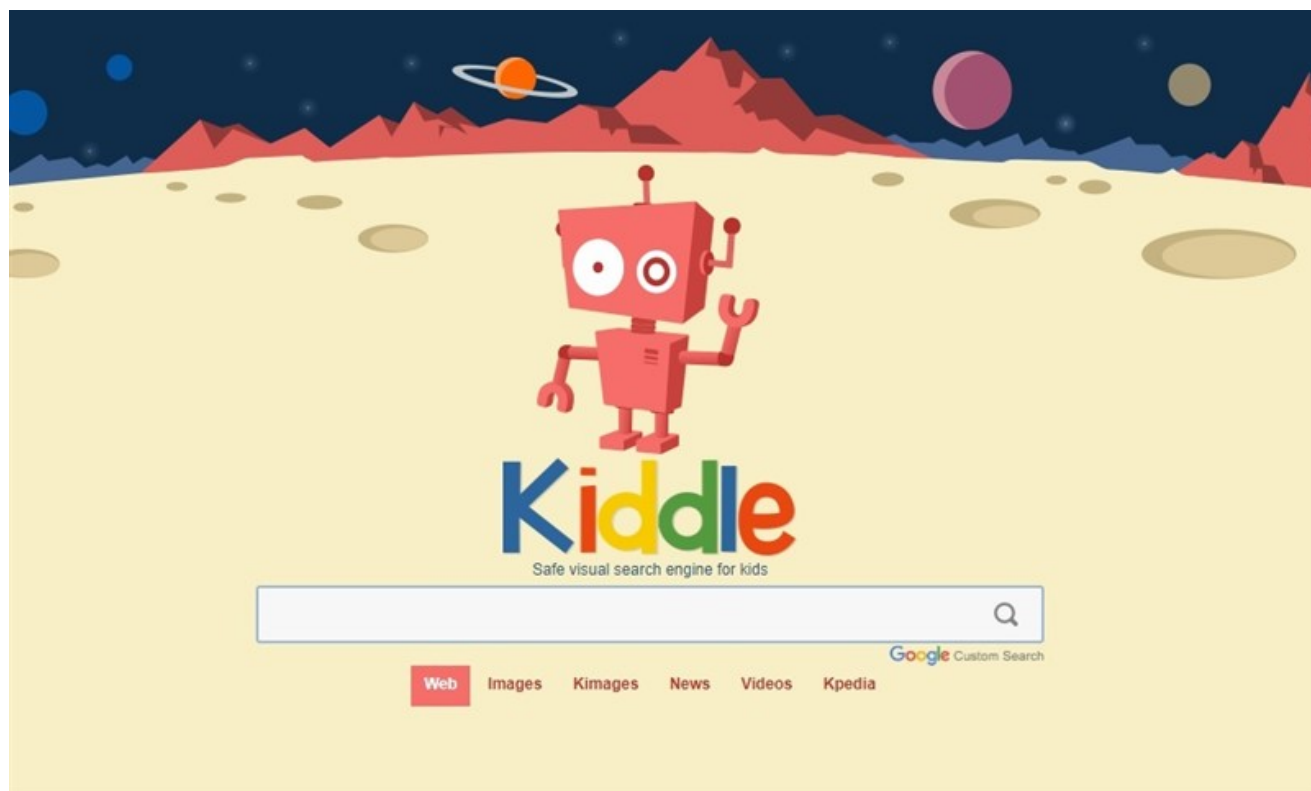 Kiddle
Safe visual search engine for kids
Google Custom Search
Web Images Kimages News Videos Kpedia